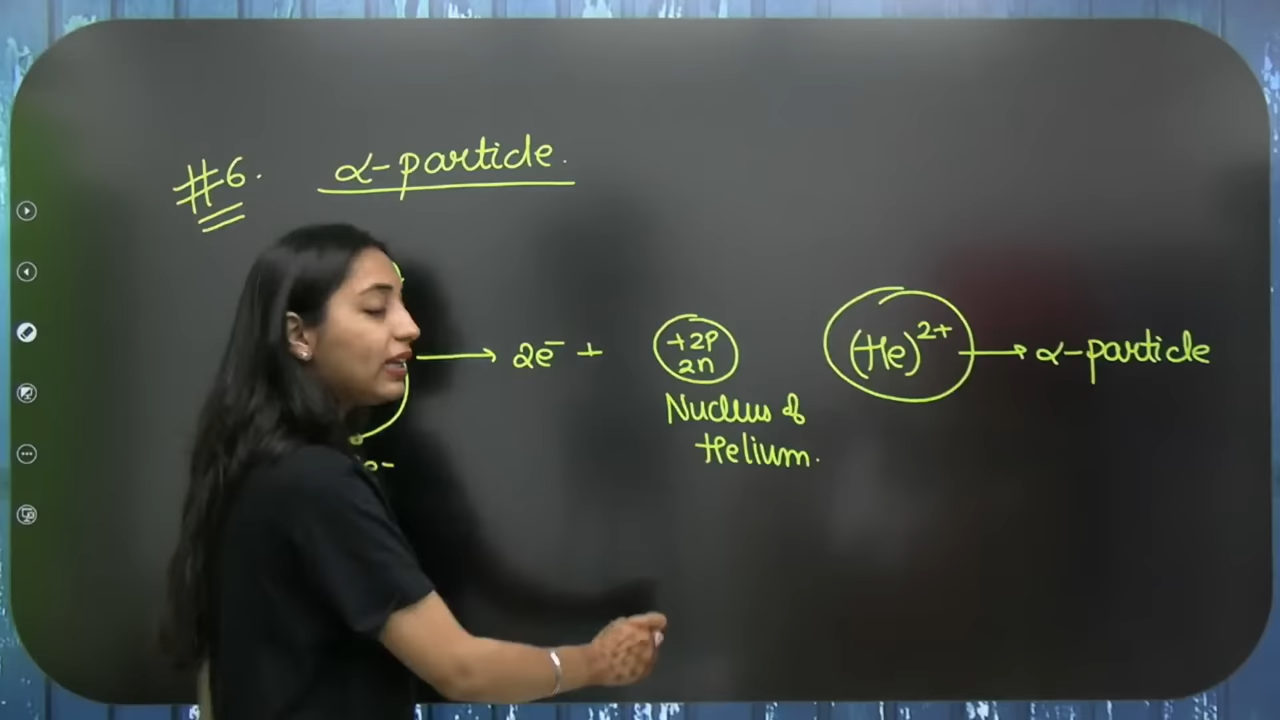 #6. α-particle.
→ 2e⁻ + +2p
2n
(He)²⁺ → α-particle
Nucleus of
Helium.
e⁻